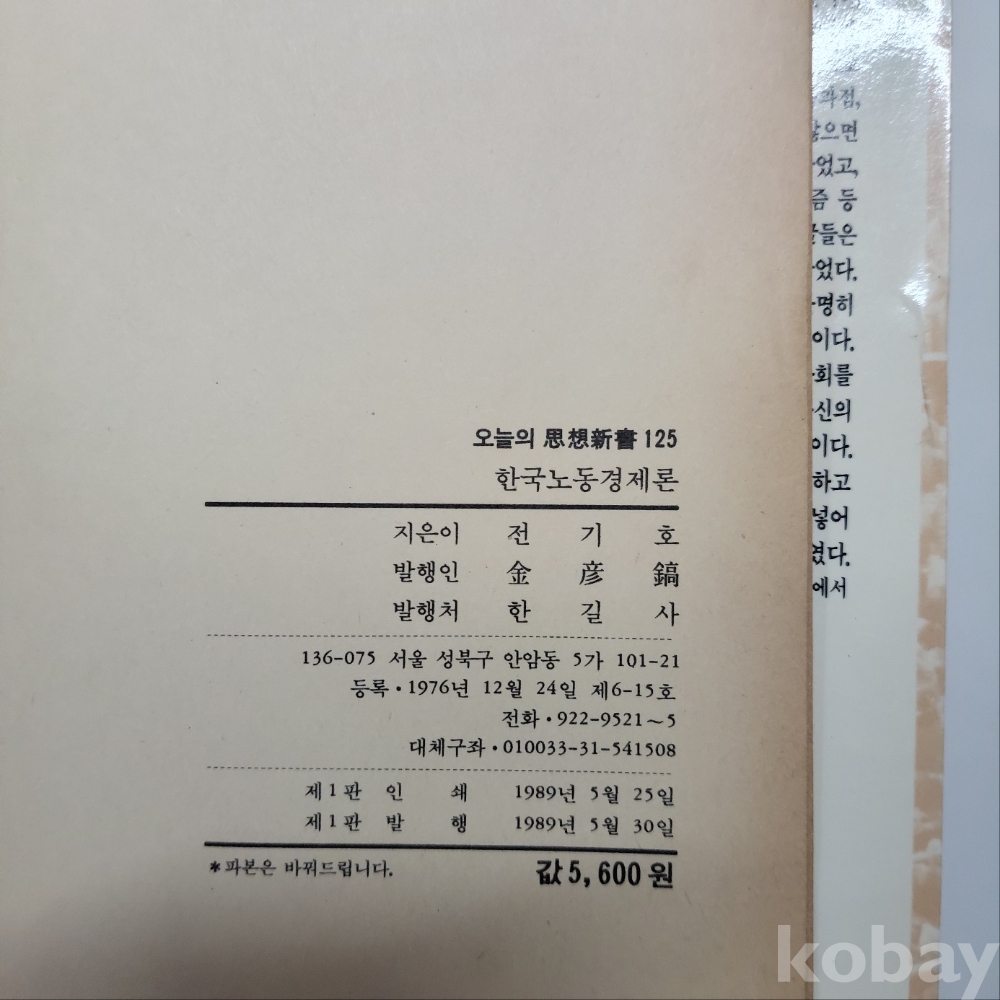 오늘의 思想新書 125
한국노동경제론
지은이 전 기 호
발행인 金 彦 鎬
발행처 한 길 사
136-075 서울 성북구 안암동 5가 101-21
등록·1976년 12월 24일 제6-15호
전화·922-9521~5
대체구좌·010033-31-541508
제1판 인 쇄 1989년 5월 25일
제1판 발 행 1989년 5월 30일
*파본은 바꿔드립니다.
값 5,600원
과점,
않으면
었고,
즘 등
들은
었다.
명히
이다.
회를
신의
이다.
하고
넣어
였다.
에서
kobay